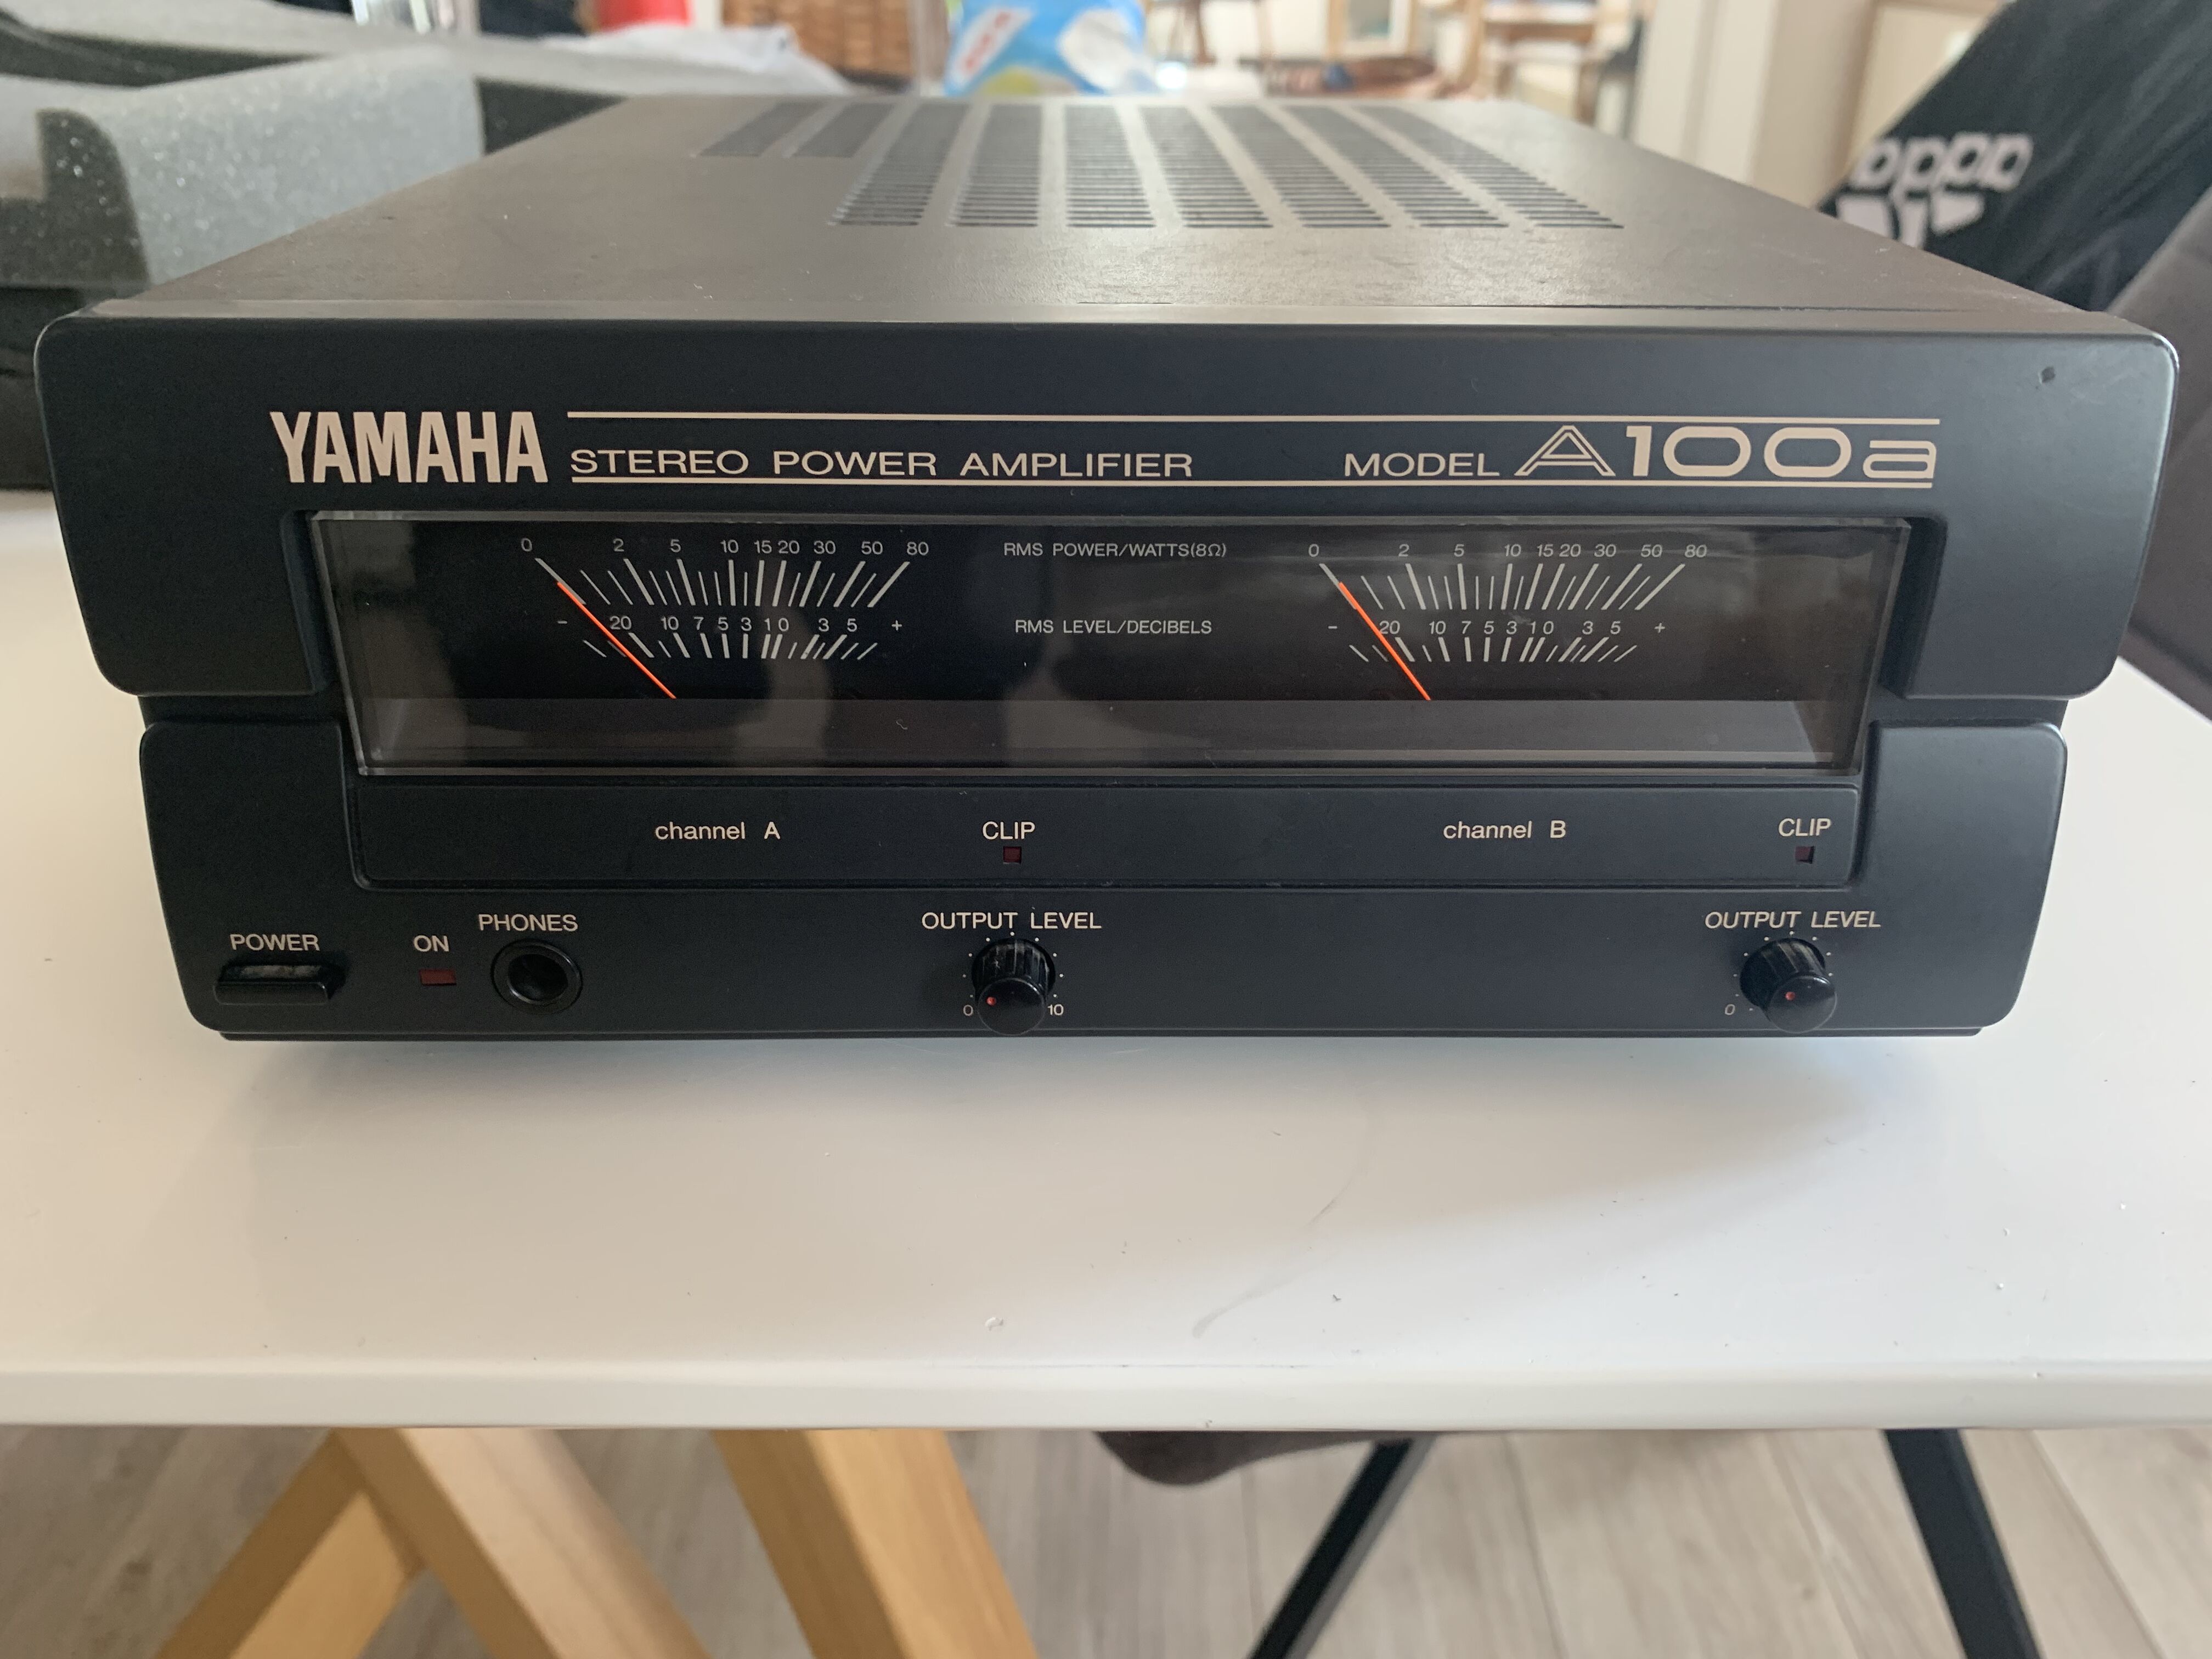 YAMAHA STEREO POWER AMPLIFIER MODEL A100a
0 2 5 10 15 20 30 50 80 RMS POWER/WATTS(8Ω) 0 2 5 10 15 20 30 50 80
- 20 10 7 5 3 1 0 3 5 + RMS LEVEL/DECIBELS - 20 10 7 5 3 1 0 3 5 +
channel A CLIP channel B CLIP
POWER ON PHONES OUTPUT LEVEL OUTPUT LEVEL
0 10 0